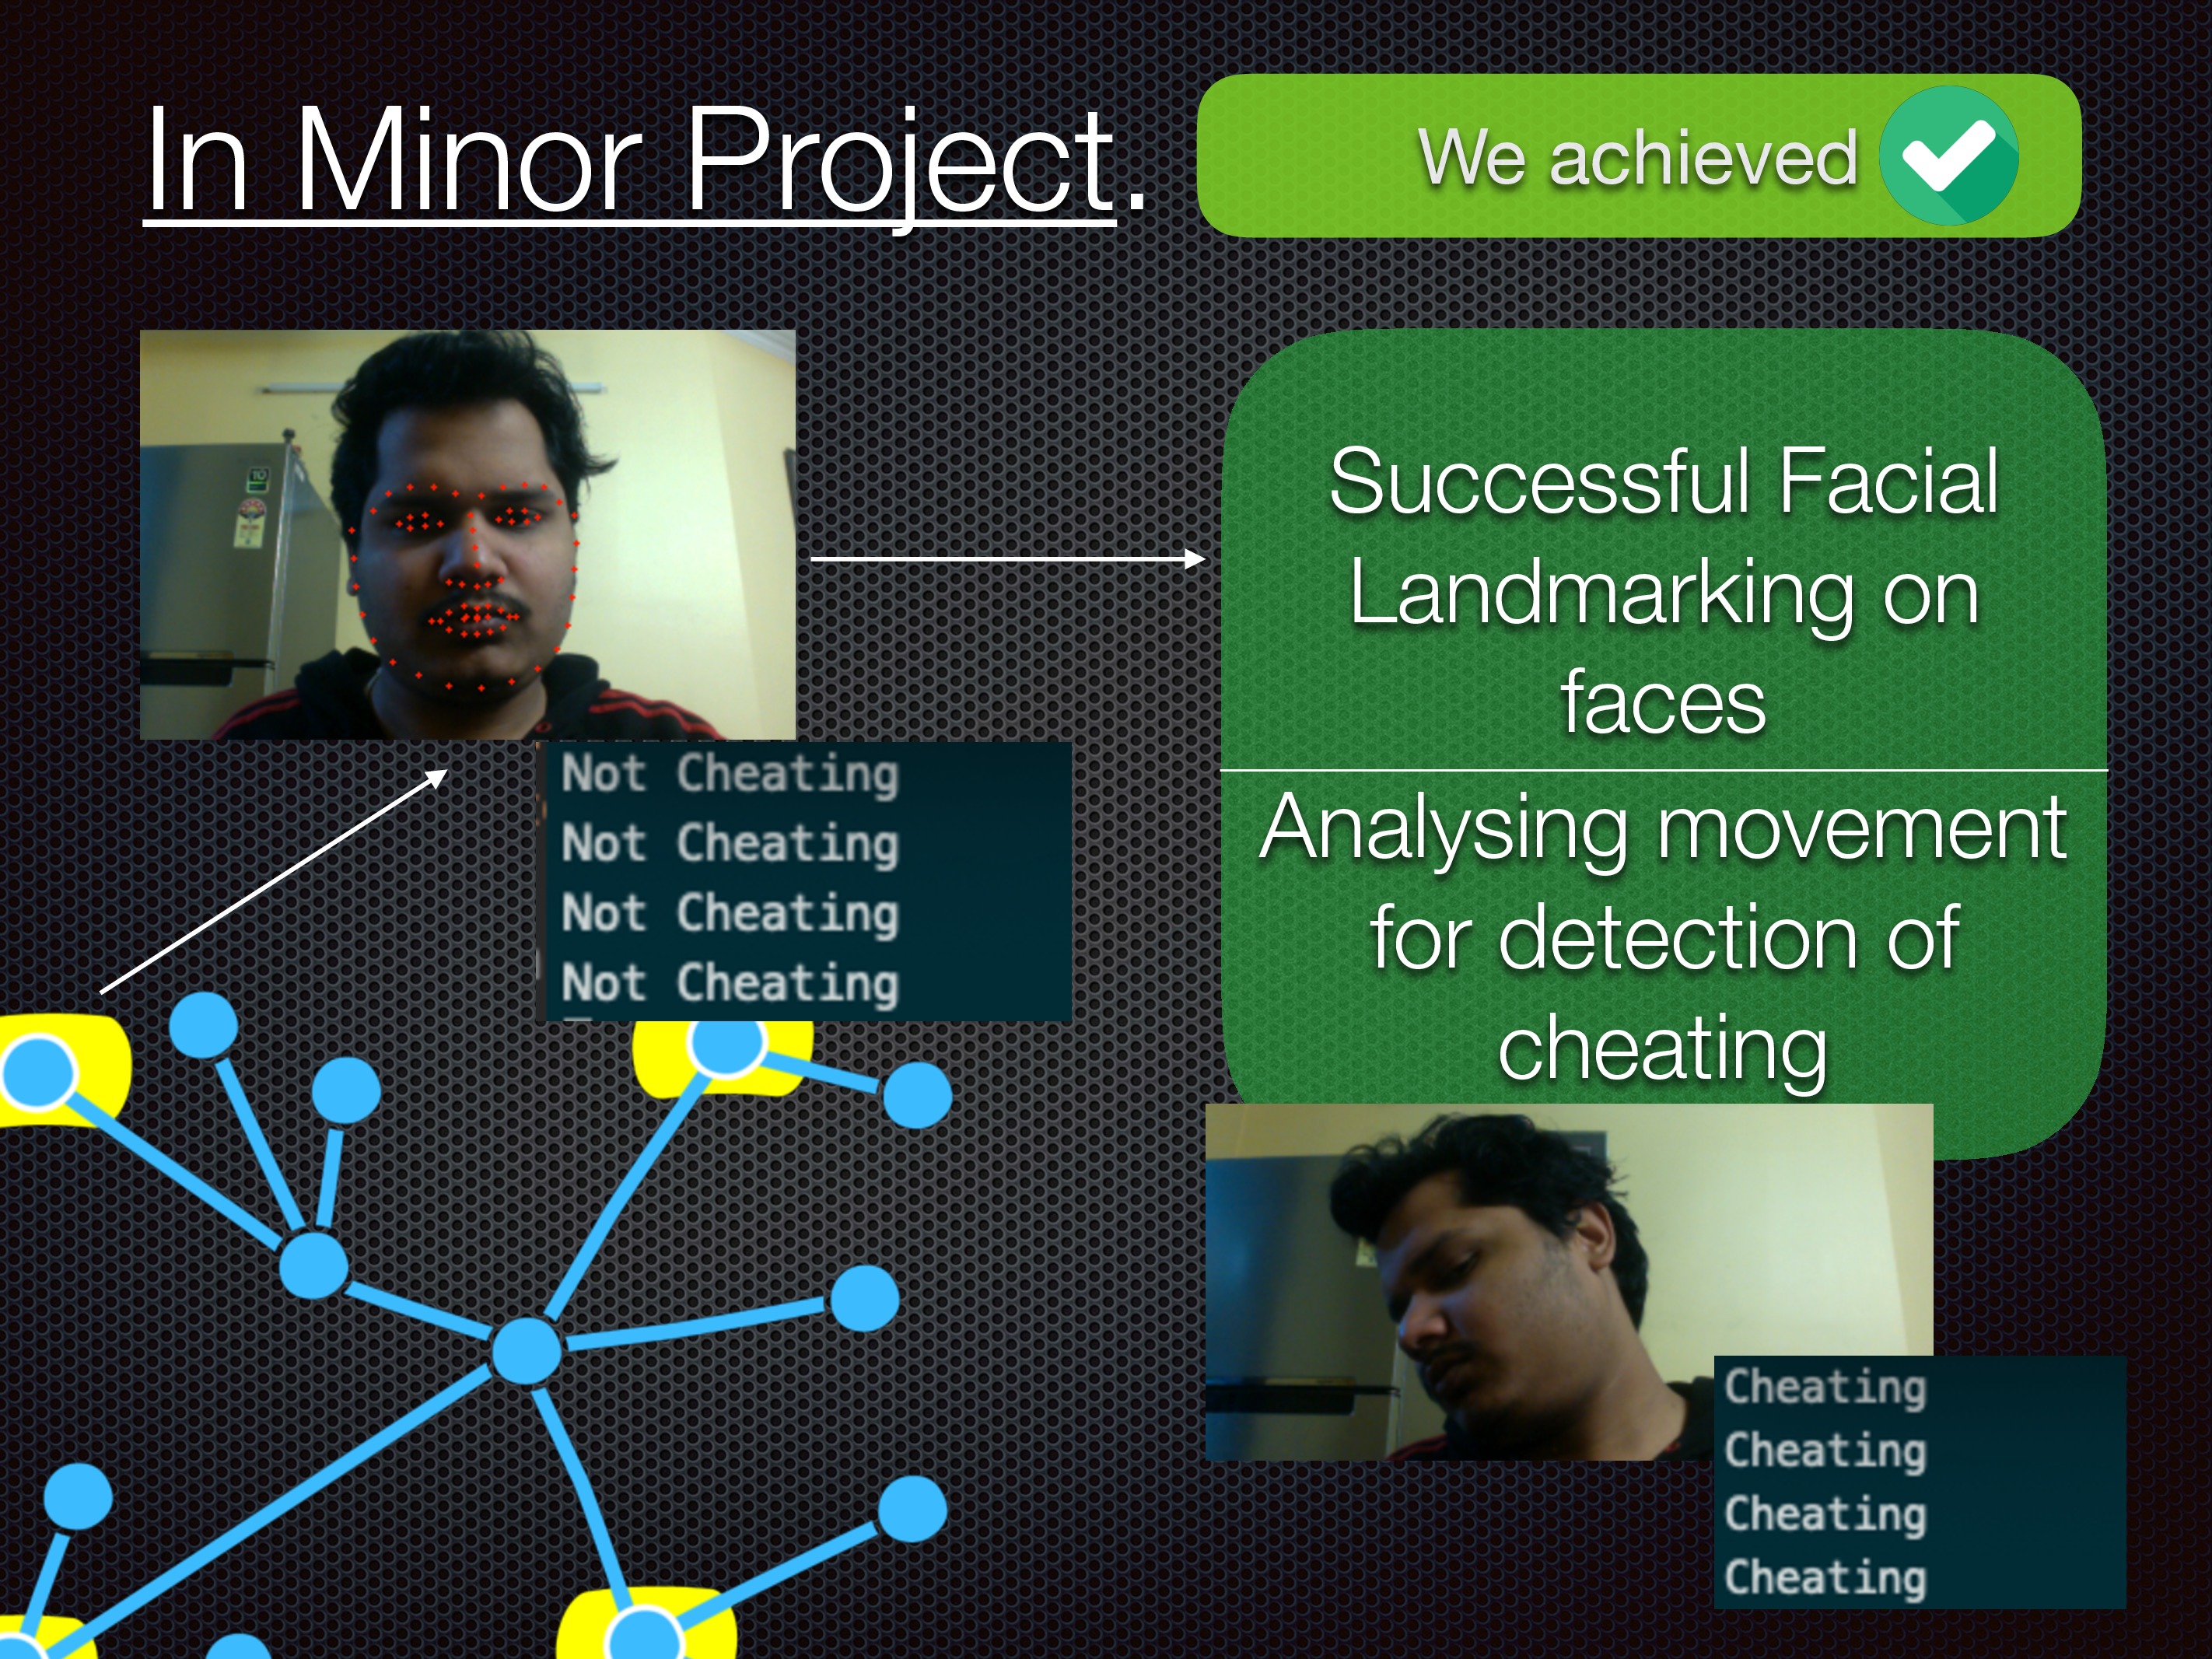 In Minor Project.
We achieved
Successful Facial
Landmarking on
faces
Analysing movement
for detection of
cheating
Not Cheating
Not Cheating
Not Cheating
Not Cheating
Cheating
Cheating
Cheating
Cheating